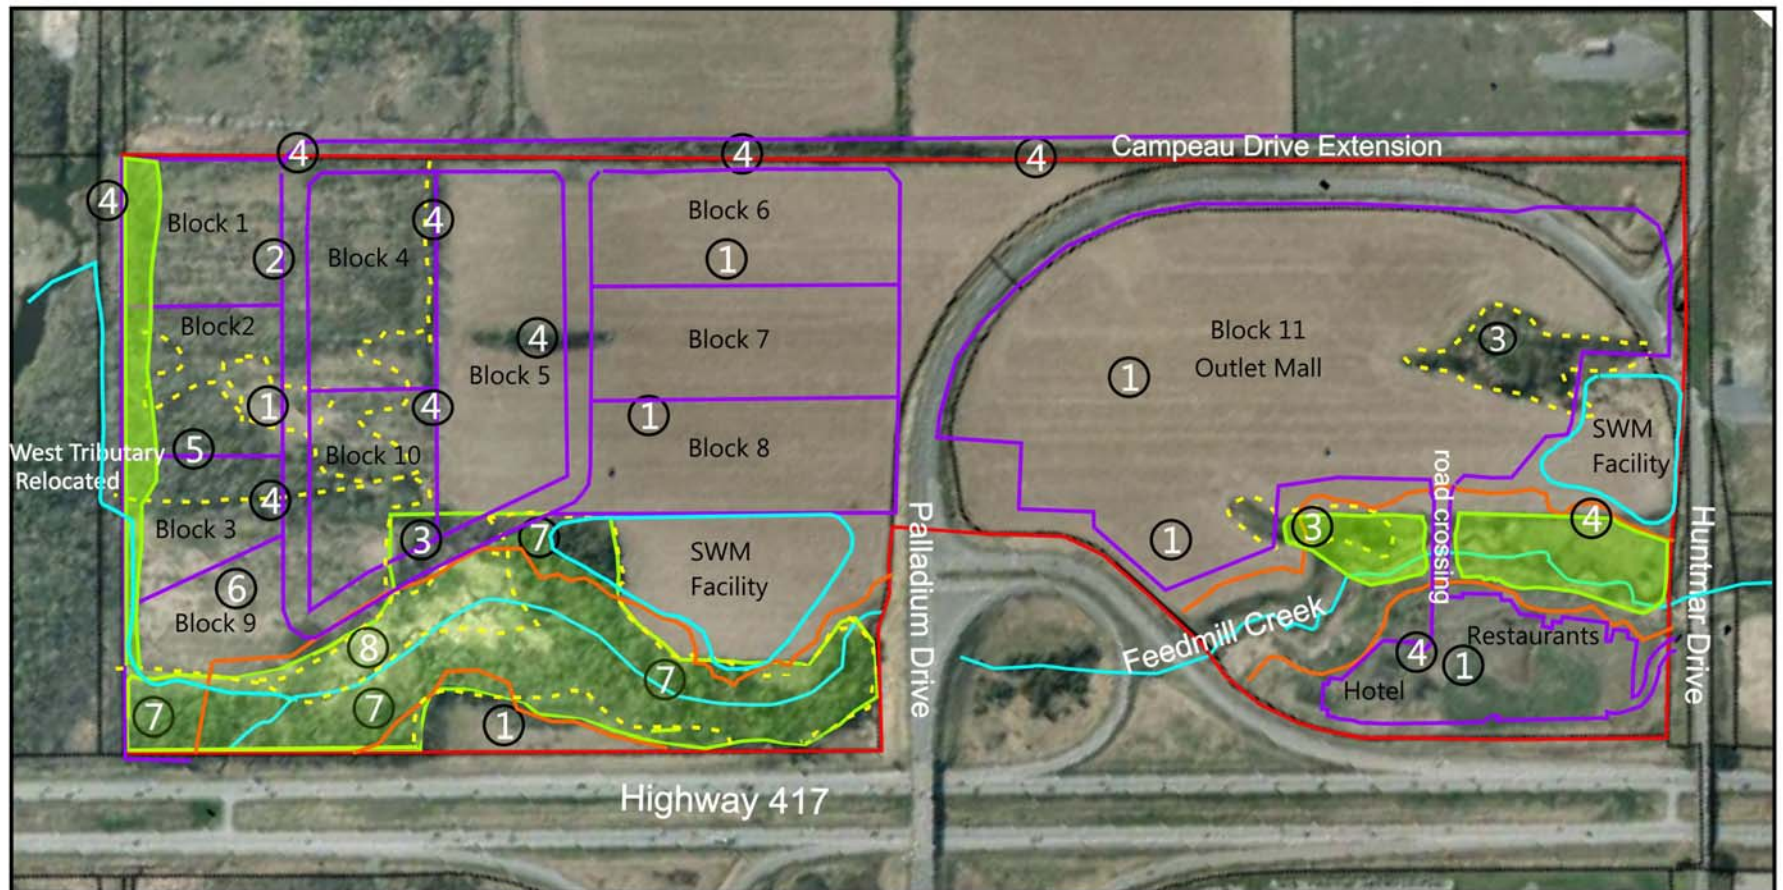 4
4
4
Campeau Drive Extension
4
Block 1
4
Block 6
2
Block 4
1
Block2
4
Block 7
Block 11
3
Block 5
1
Outlet Mall
1
4
1
5
Block 10
Block 8
SWM
West Tributary
Facility
Relocated
4
road crossing
Block 3
3
7
SWM
Palladium Drive
1
3
4
Huntmar Drive
6
Facility
Block 9
8
Feedmill Creek
Restaurants
4
1
7
7
7
1
Hotel
Highway 417